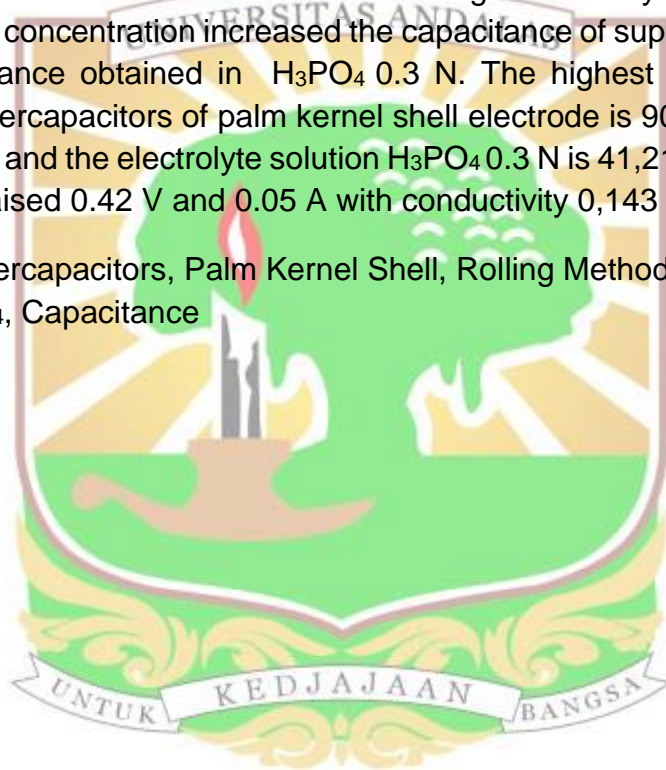 UNIVERSITAS ANDALAS
concentration increased the capacitance of sup
ance obtained in H₃PO₄ 0.3 N. The highest
ercapacitors of palm kernel shell electrode is 90
and the electrolyte solution H₃PO₄ 0.3 N is 41,21
ised 0.42 V and 0.05 A with conductivity 0,143
ercapacitors, Palm Kernel Shell, Rolling Method
₄, Capacitance
UNTUK KEDJAJAAN BANGSA